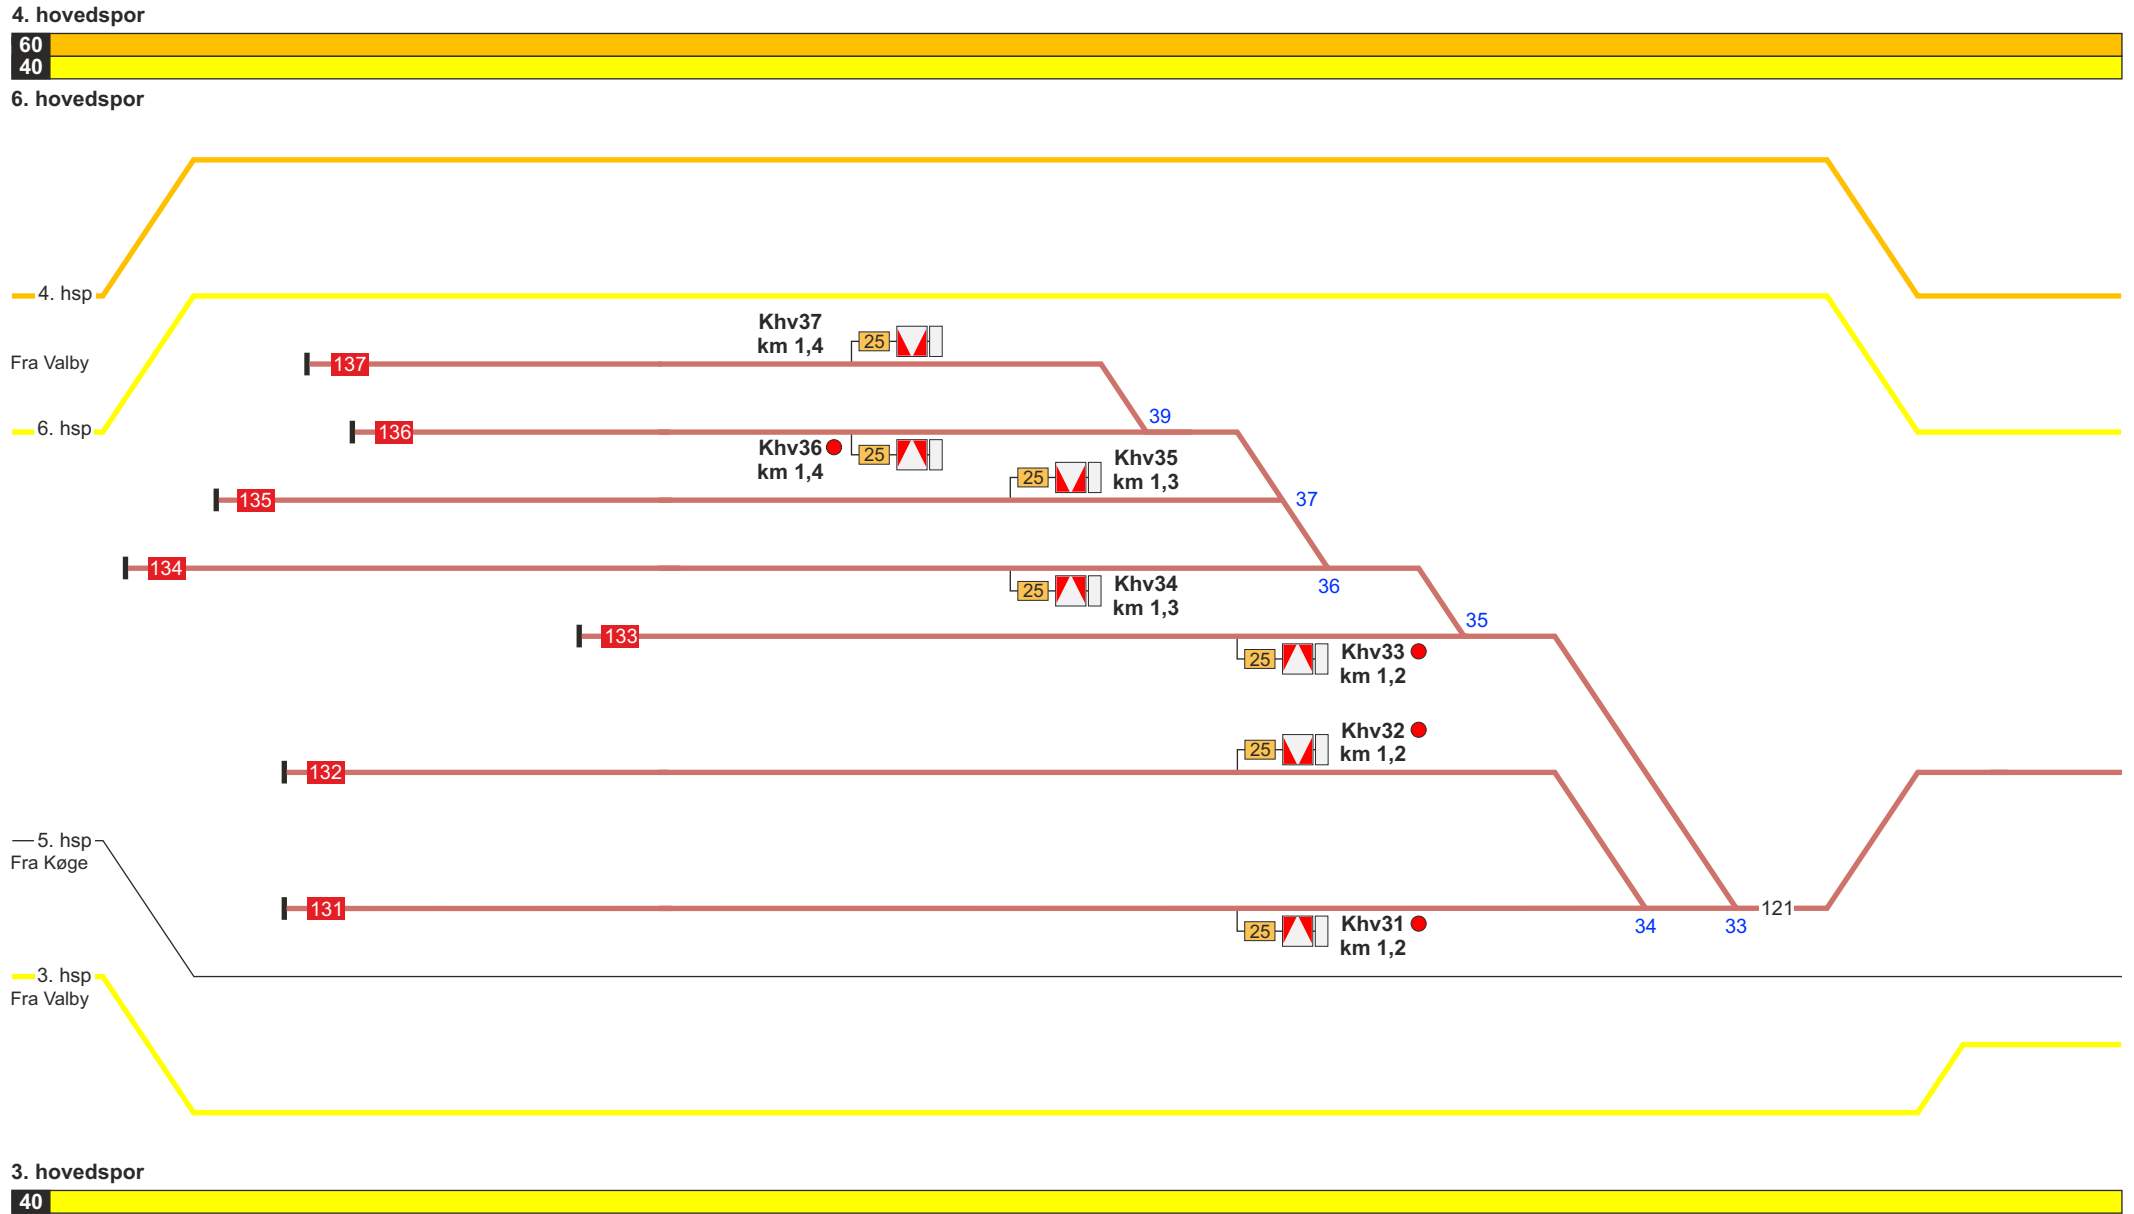 4. hovedspor
60
40
6. hovedspor
4. hsp
Fra Valby
6. hsp
Khv37
km 1,4
25
137
39
136
Khv36
km 1,4
25
25
Khv35
km 1,3
135
37
134
25
Khv34
km 1,3
36
133
35
25
Khv33
km 1,2
25
Khv32
km 1,2
132
5. hsp
Fra Køge
131
25
Khv31
km 1,2
34
33
121
3. hsp
Fra Valby
3. hovedspor
40